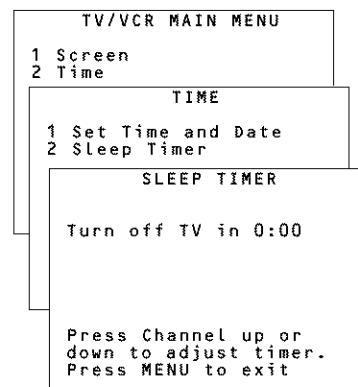 TV/VCR MAIN MENU
1 Screen
2 Time
TIME
1 Set Time and Date
2 Sleep Timer
SLEEP TIMER
Turn off TV in 0:00
Press Channel up or
down to adjust timer.
Press MENU to exit